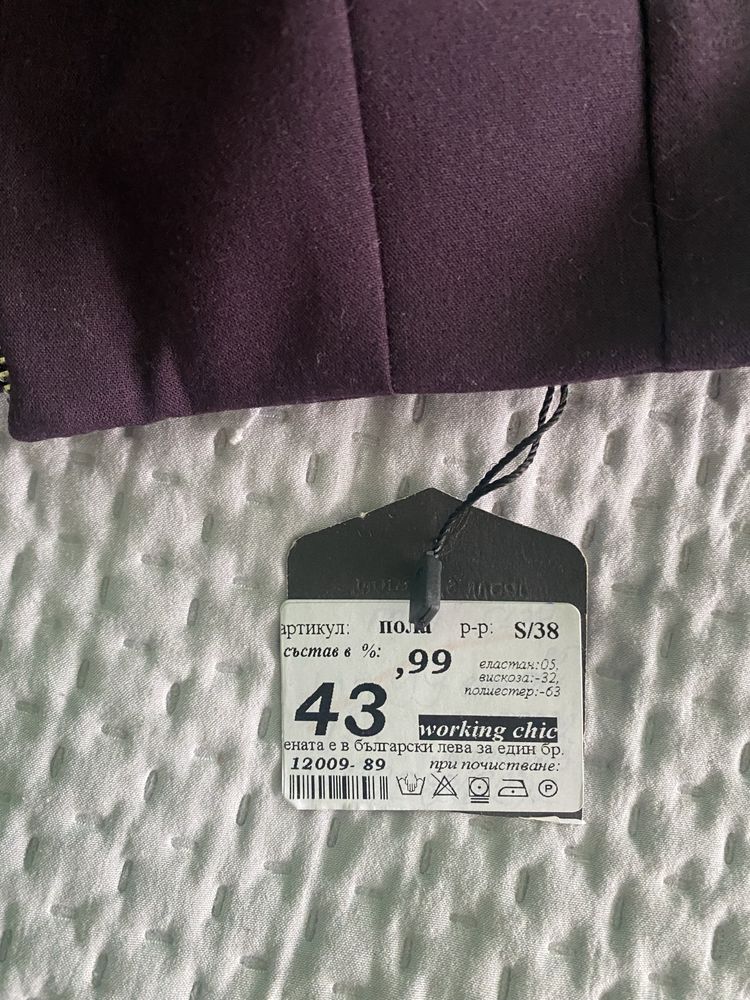 артикул: пола р-р: S/38
състав в %:
43,99
еластан:05,
вискоза:-32,
полиестер:-63
working chic
ената е в български лева за един бр.
12009- 89 при почистване:
P